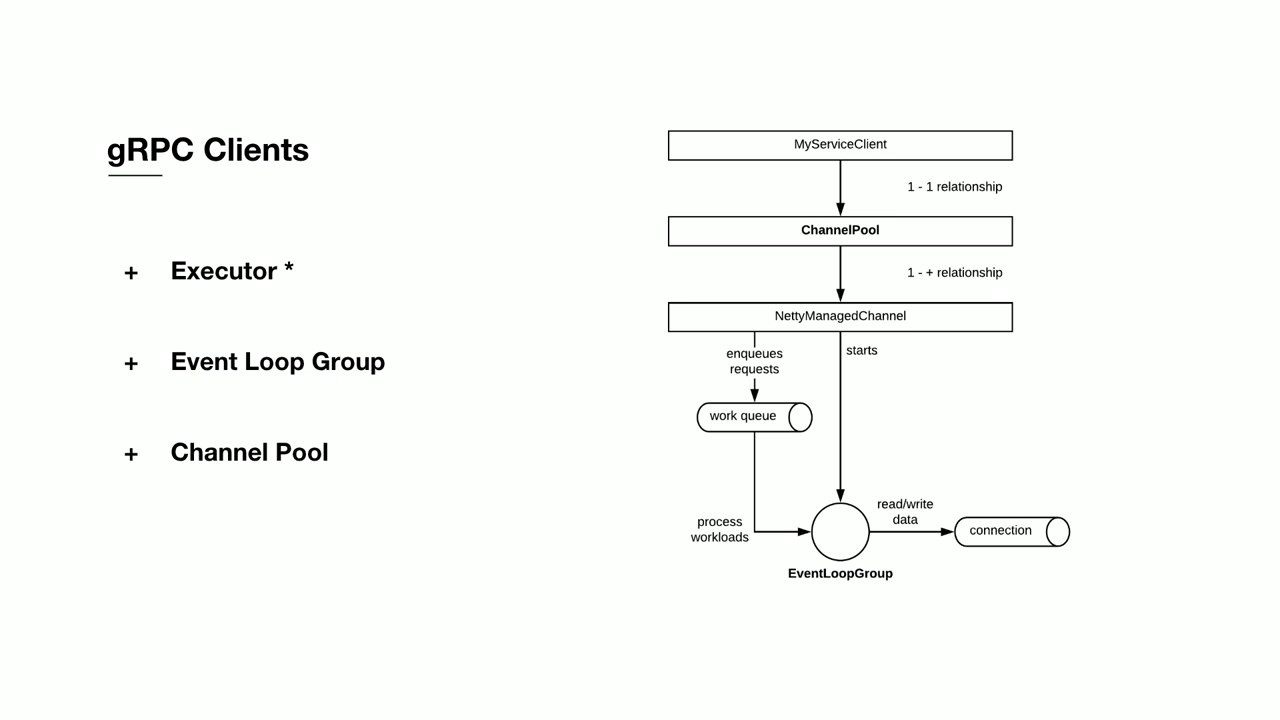 gRPC Clients
+ Executor *
+ Event Loop Group
+ Channel Pool
MyServiceClient
1 - 1 relationship
ChannelPool
1 - + relationship
NettyManagedChannel
enqueues
requests
starts
work queue
process
workloads
read/write
data
connection
EventLoopGroup